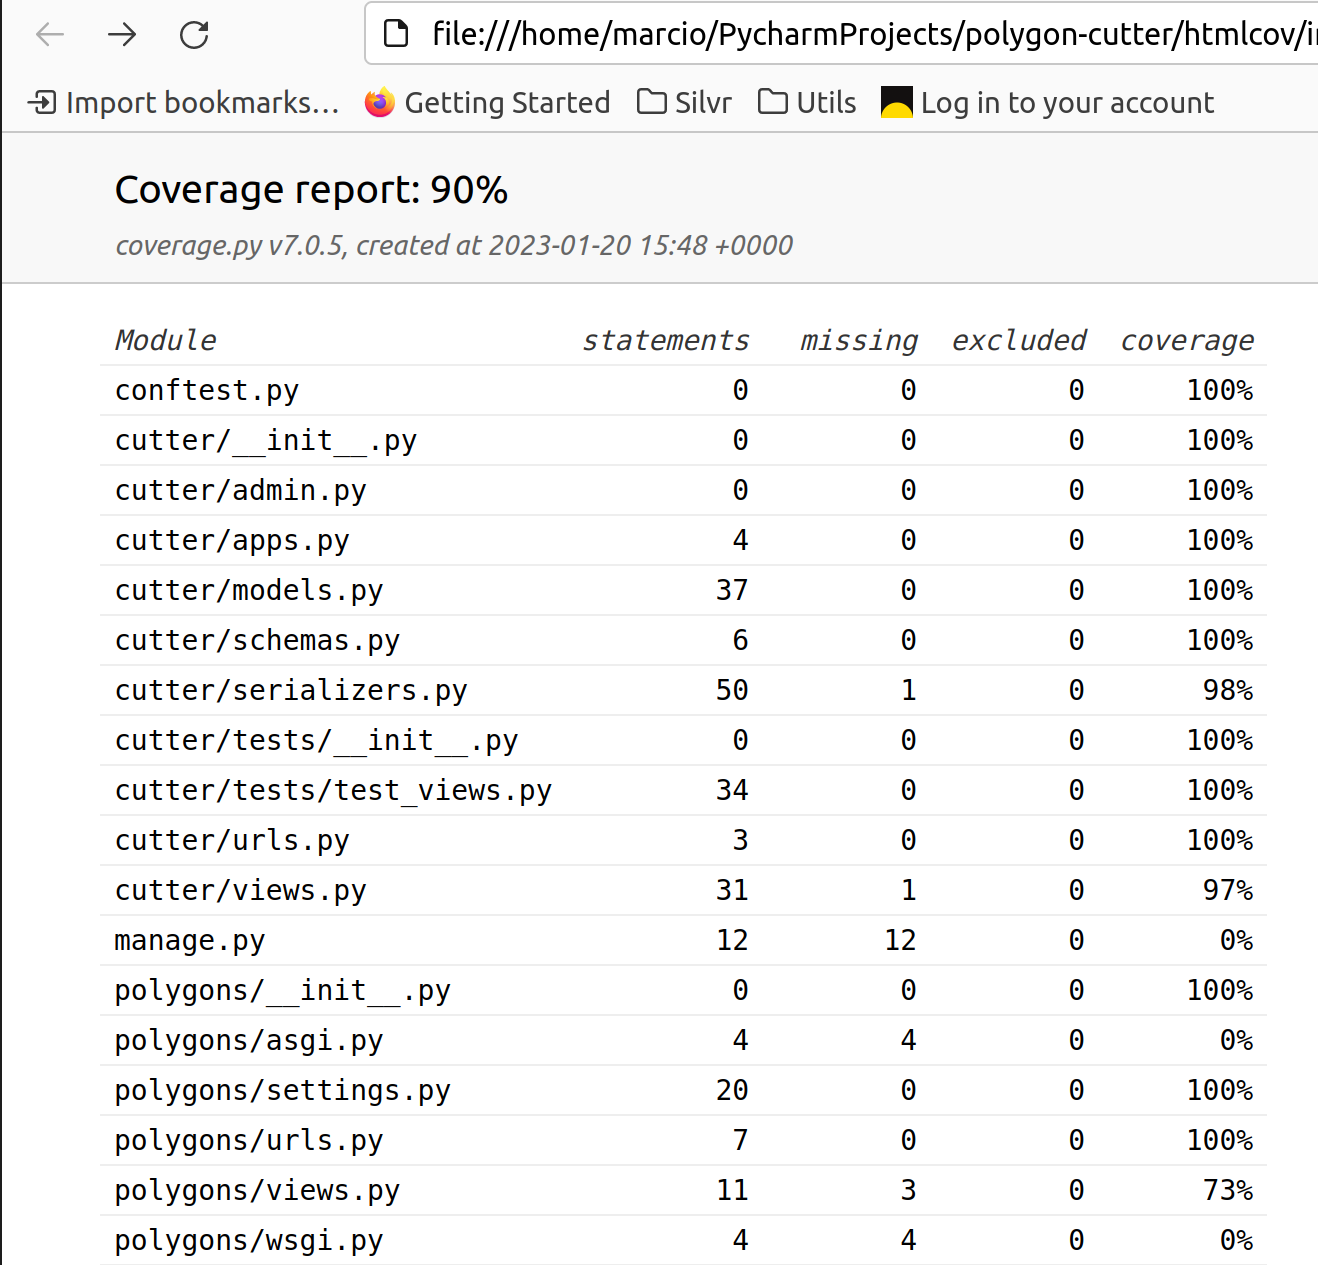 file:///home/marcio/PycharmProjects/polygon-cutter/htmlcov/i
Import bookmarks... Getting Started Silvr Utils Log in to your account
Coverage report: 90%
coverage.py v7.0.5, created at 2023-01-20 15:48 +0000
Module statements missing excluded coverage
conftest.py 0 0 0 100%
cutter/__init__.py 0 0 0 100%
cutter/admin.py 0 0 0 100%
cutter/apps.py 4 0 0 100%
cutter/models.py 37 0 0 100%
cutter/schemas.py 6 0 0 100%
cutter/serializers.py 50 1 0 98%
cutter/tests/__init__.py 0 0 0 100%
cutter/tests/test_views.py 34 0 0 100%
cutter/urls.py 3 0 0 100%
cutter/views.py 31 1 0 97%
manage.py 12 12 0 0%
polygons/__init__.py 0 0 0 100%
polygons/asgi.py 4 4 0 0%
polygons/settings.py 20 0 0 100%
polygons/urls.py 7 0 0 100%
polygons/views.py 11 3 0 73%
polygons/wsgi.py 4 4 0 0%